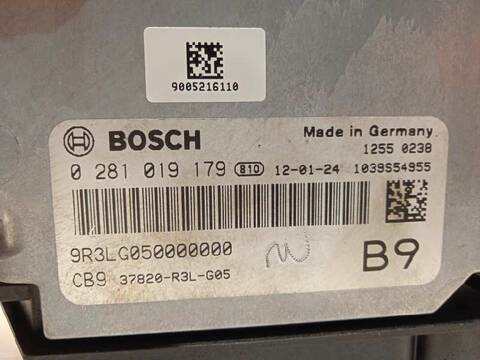 9005216110
BOSCH
Made in Germany
1255 0238
0 281 019 179 810 12-01-24 1039S54955
9R3LG050000000
CB9 37820-R3L-G05
B9